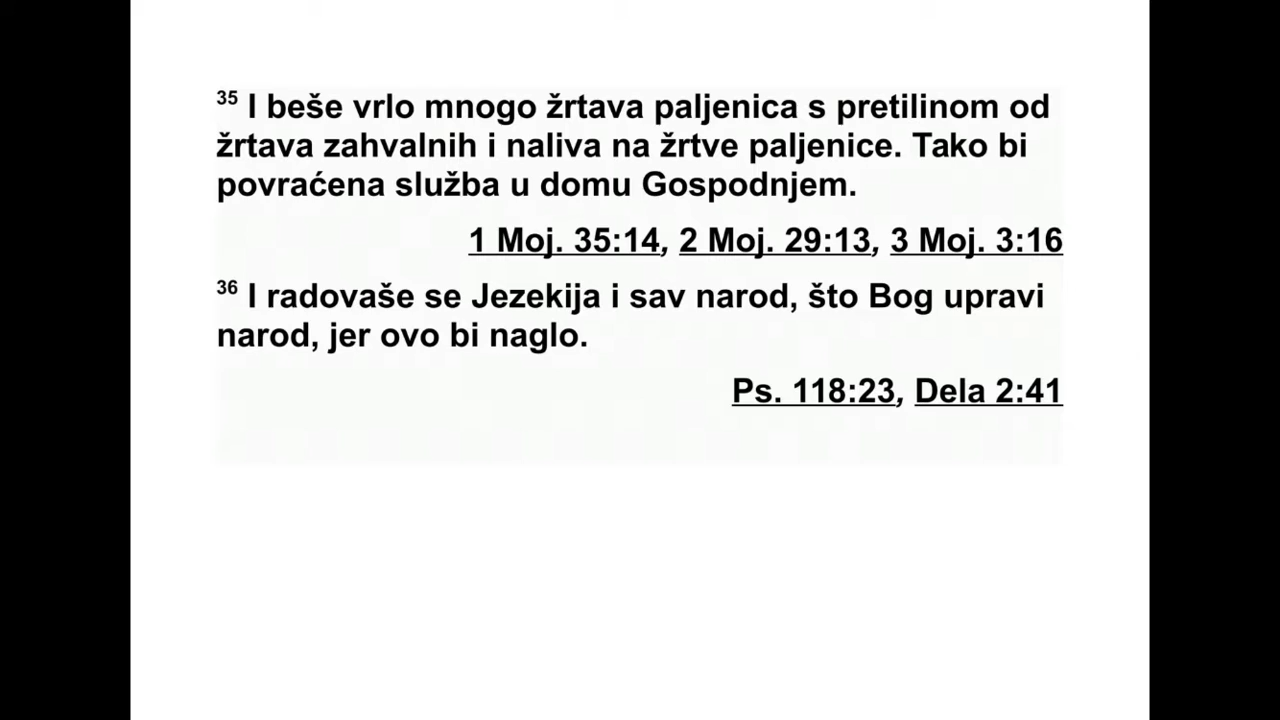 35 I beše vrlo mnogo žrtava paljenica s pretilinom od
žrtava zahvalnih i naliva na žrtve paljenice. Tako bi
povraćena služba u domu Gospodnjem.
1 Moj. 35:14, 2 Moj. 29:13, 3 Moj. 3:16
36 I radovaše se Jezekija i sav narod, što Bog upravi
narod, jer ovo bi naglo.
Ps. 118:23, Dela 2:41